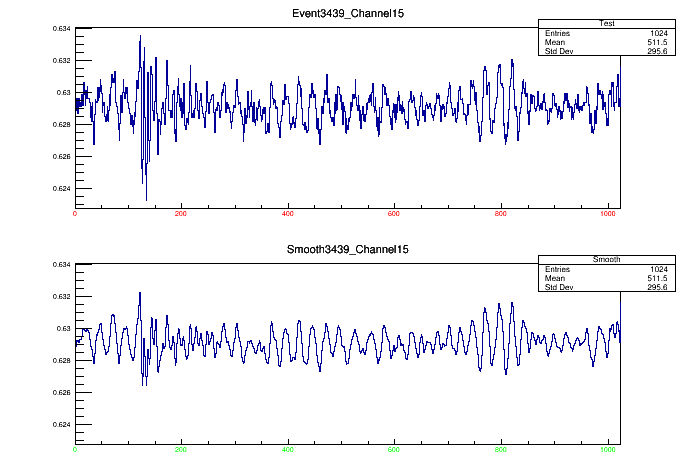 Event3439_Channel15
Test
Entries 1024
Mean 511.5
Std Dev 295.6
0.634
0.632
0.63
0.628
0.626
0.624
0 200 400 600 800 1000
Smooth3439_Channel15
Smooth
Entries 1024
Mean 511.5
Std Dev 295.6
0.634
0.632
0.63
0.628
0.626
0.624
0 200 400 600 800 1000